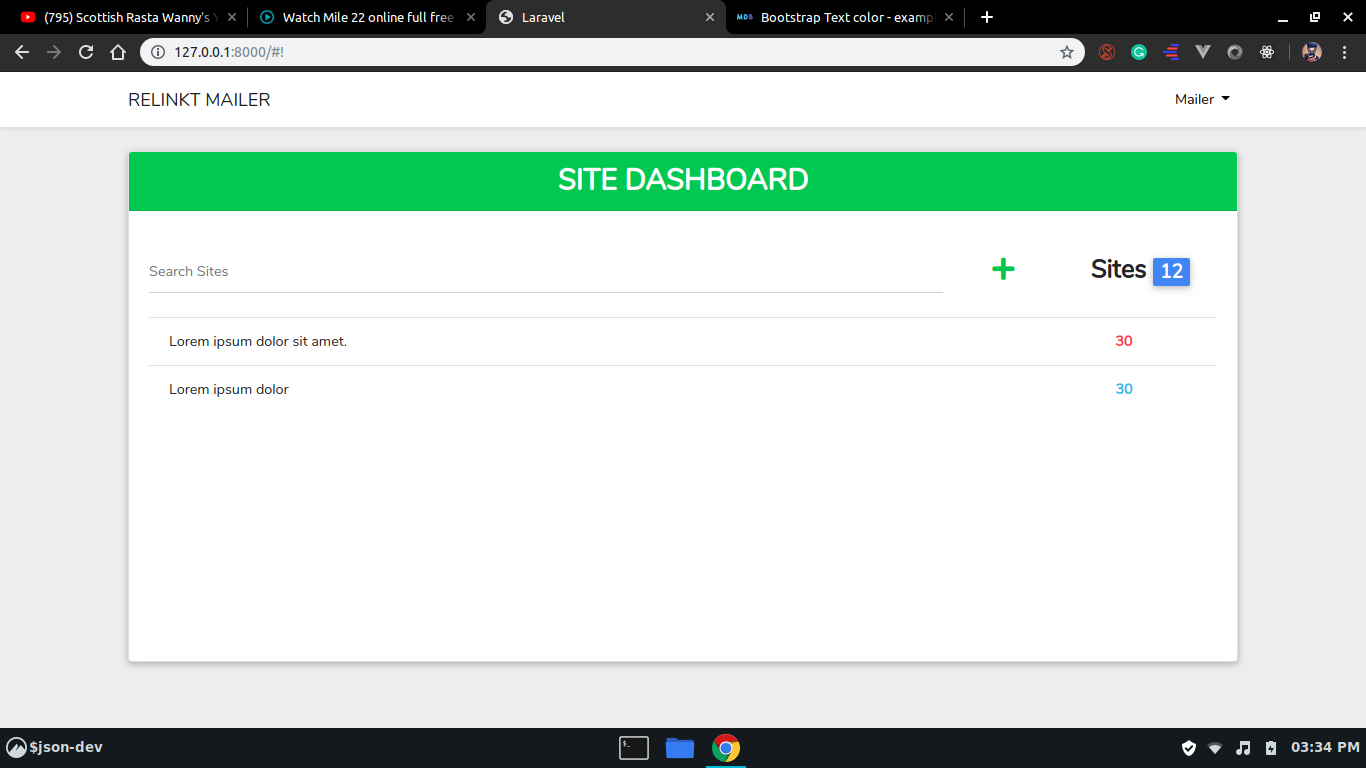 (795) Scottish Rasta Wanny's Y
Watch Mile 22 online full free
Laravel
MDB Bootstrap Text color - examp
127.0.0.1:8000/#!
RELINKT MAILER
Mailer
SITE DASHBOARD
Search Sites
Sites 12
Lorem ipsum dolor sit amet. 30
Lorem ipsum dolor 30
$json-dev
$_
03:34 PM